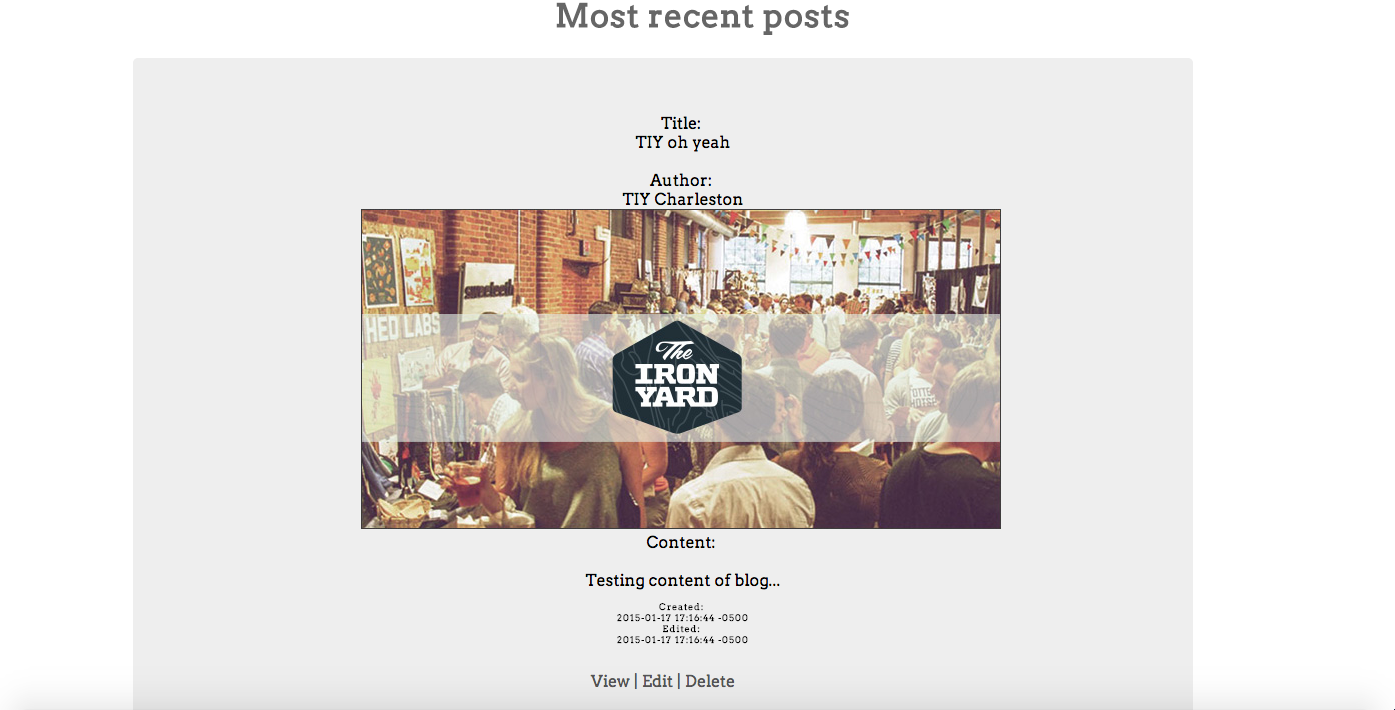 Most recent posts
Title:
TIY oh yeah
Author:
TIY Charleston
HED LABS
The
IRON
YARD
Content:
Testing content of blog...
Created:
2015-01-17 17:16:44 -0500
Edited:
2015-01-17 17:16:44 -0500
View | Edit | Delete